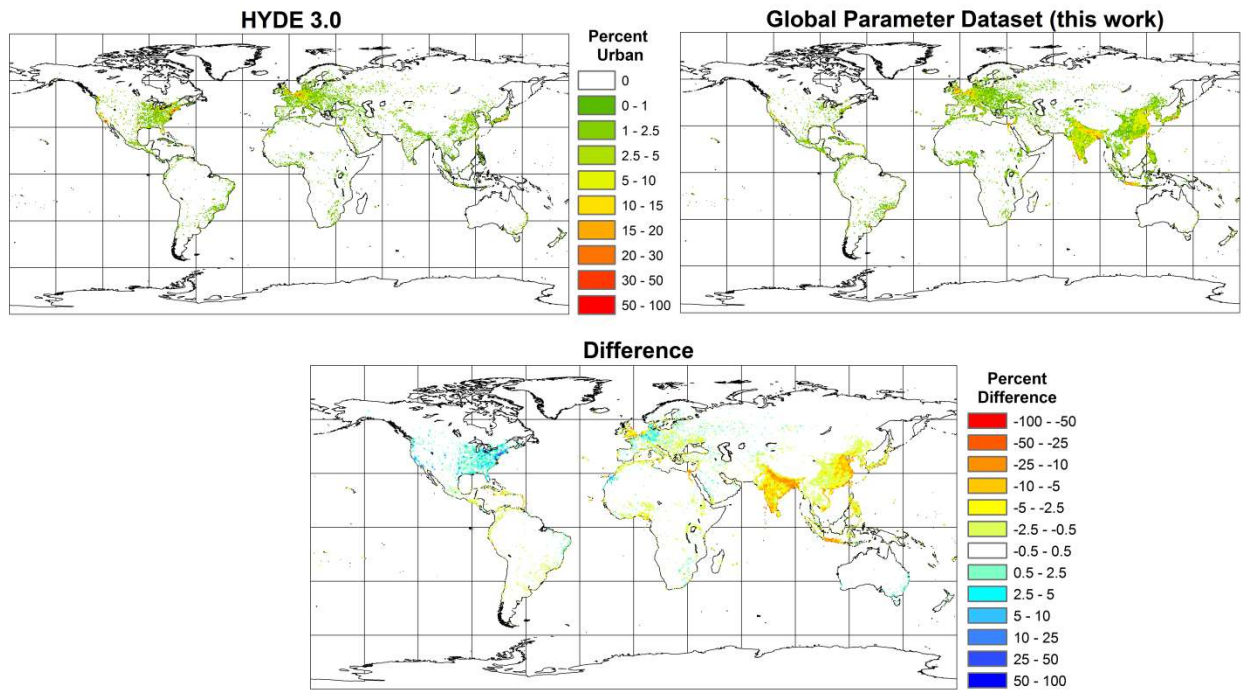 HYDE 3.0
Percent
Urban
0
0 - 1
1 - 2.5
2.5 - 5
5 - 10
10 - 15
15 - 20
20 - 30
30 - 50
50 - 100
Global Parameter Dataset (this work)
Difference
Percent
Difference
-100 - -50
-50 - -25
-25 - -10
-10 - -5
-5 - -2.5
-2.5 - -0.5
-0.5 - 0.5
0.5 - 2.5
2.5 - 5
5 - 10
10 - 25
25 - 50
50 - 100